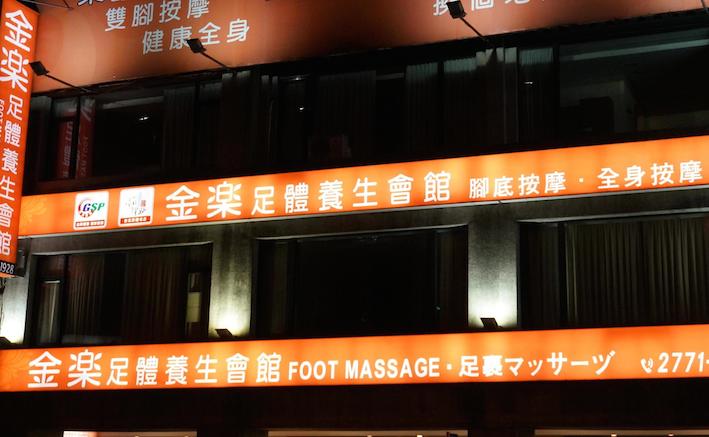 雙腳按摩
健康全身
金楽足體養生會館
1928
GSP
金楽足體養生會館 腳底按摩・全身按摩
金楽足體養生會館 FOOT MASSAGE・足裏マッサーヅ 2771-